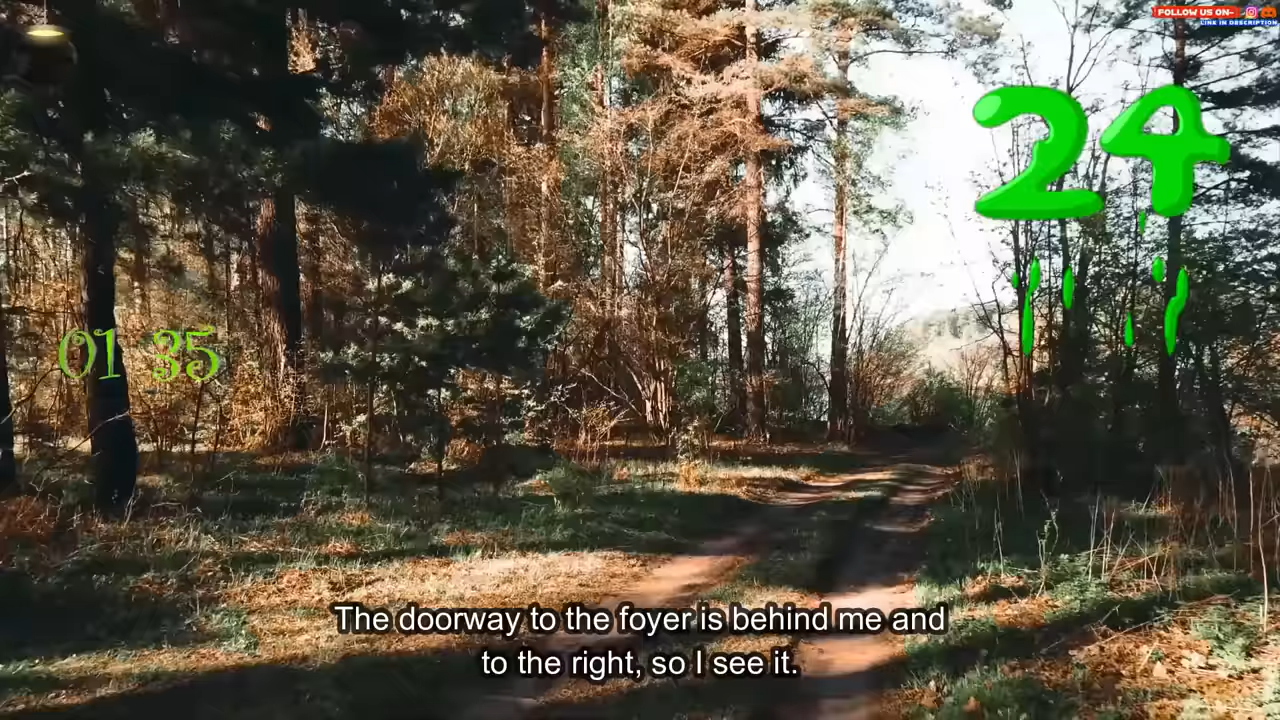 FOLLOW US ON-
LINK IN DESCRIPTION
24
01 35
The doorway to the foyer is behind me and
to the right, so I see it.